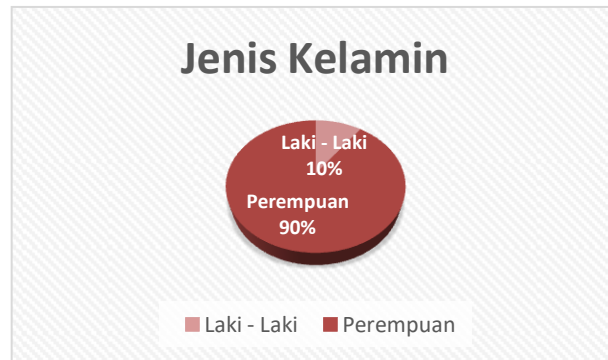 Jenis Kelamin
Laki - Laki
10%
Perempuan
90%
Laki - Laki Perempuan